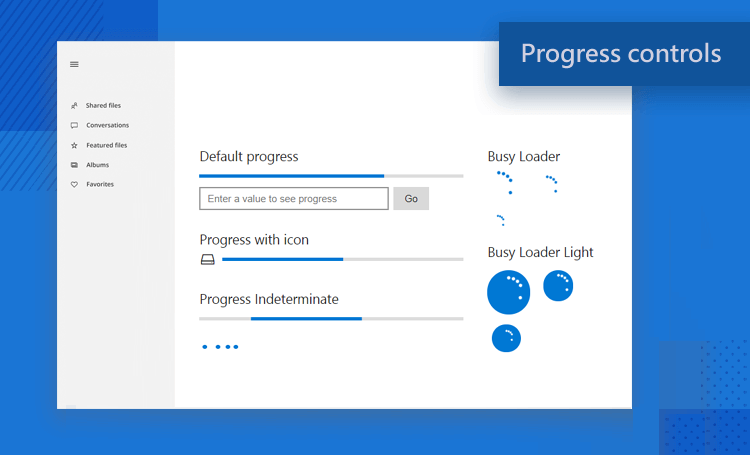 Progress controls
Shared files
Conversations
Featured files
Albums
Favorites
Default progress
Enter a value to see progress
Go
Progress with icon
Progress Indeterminate
Busy Loader
Busy Loader Light